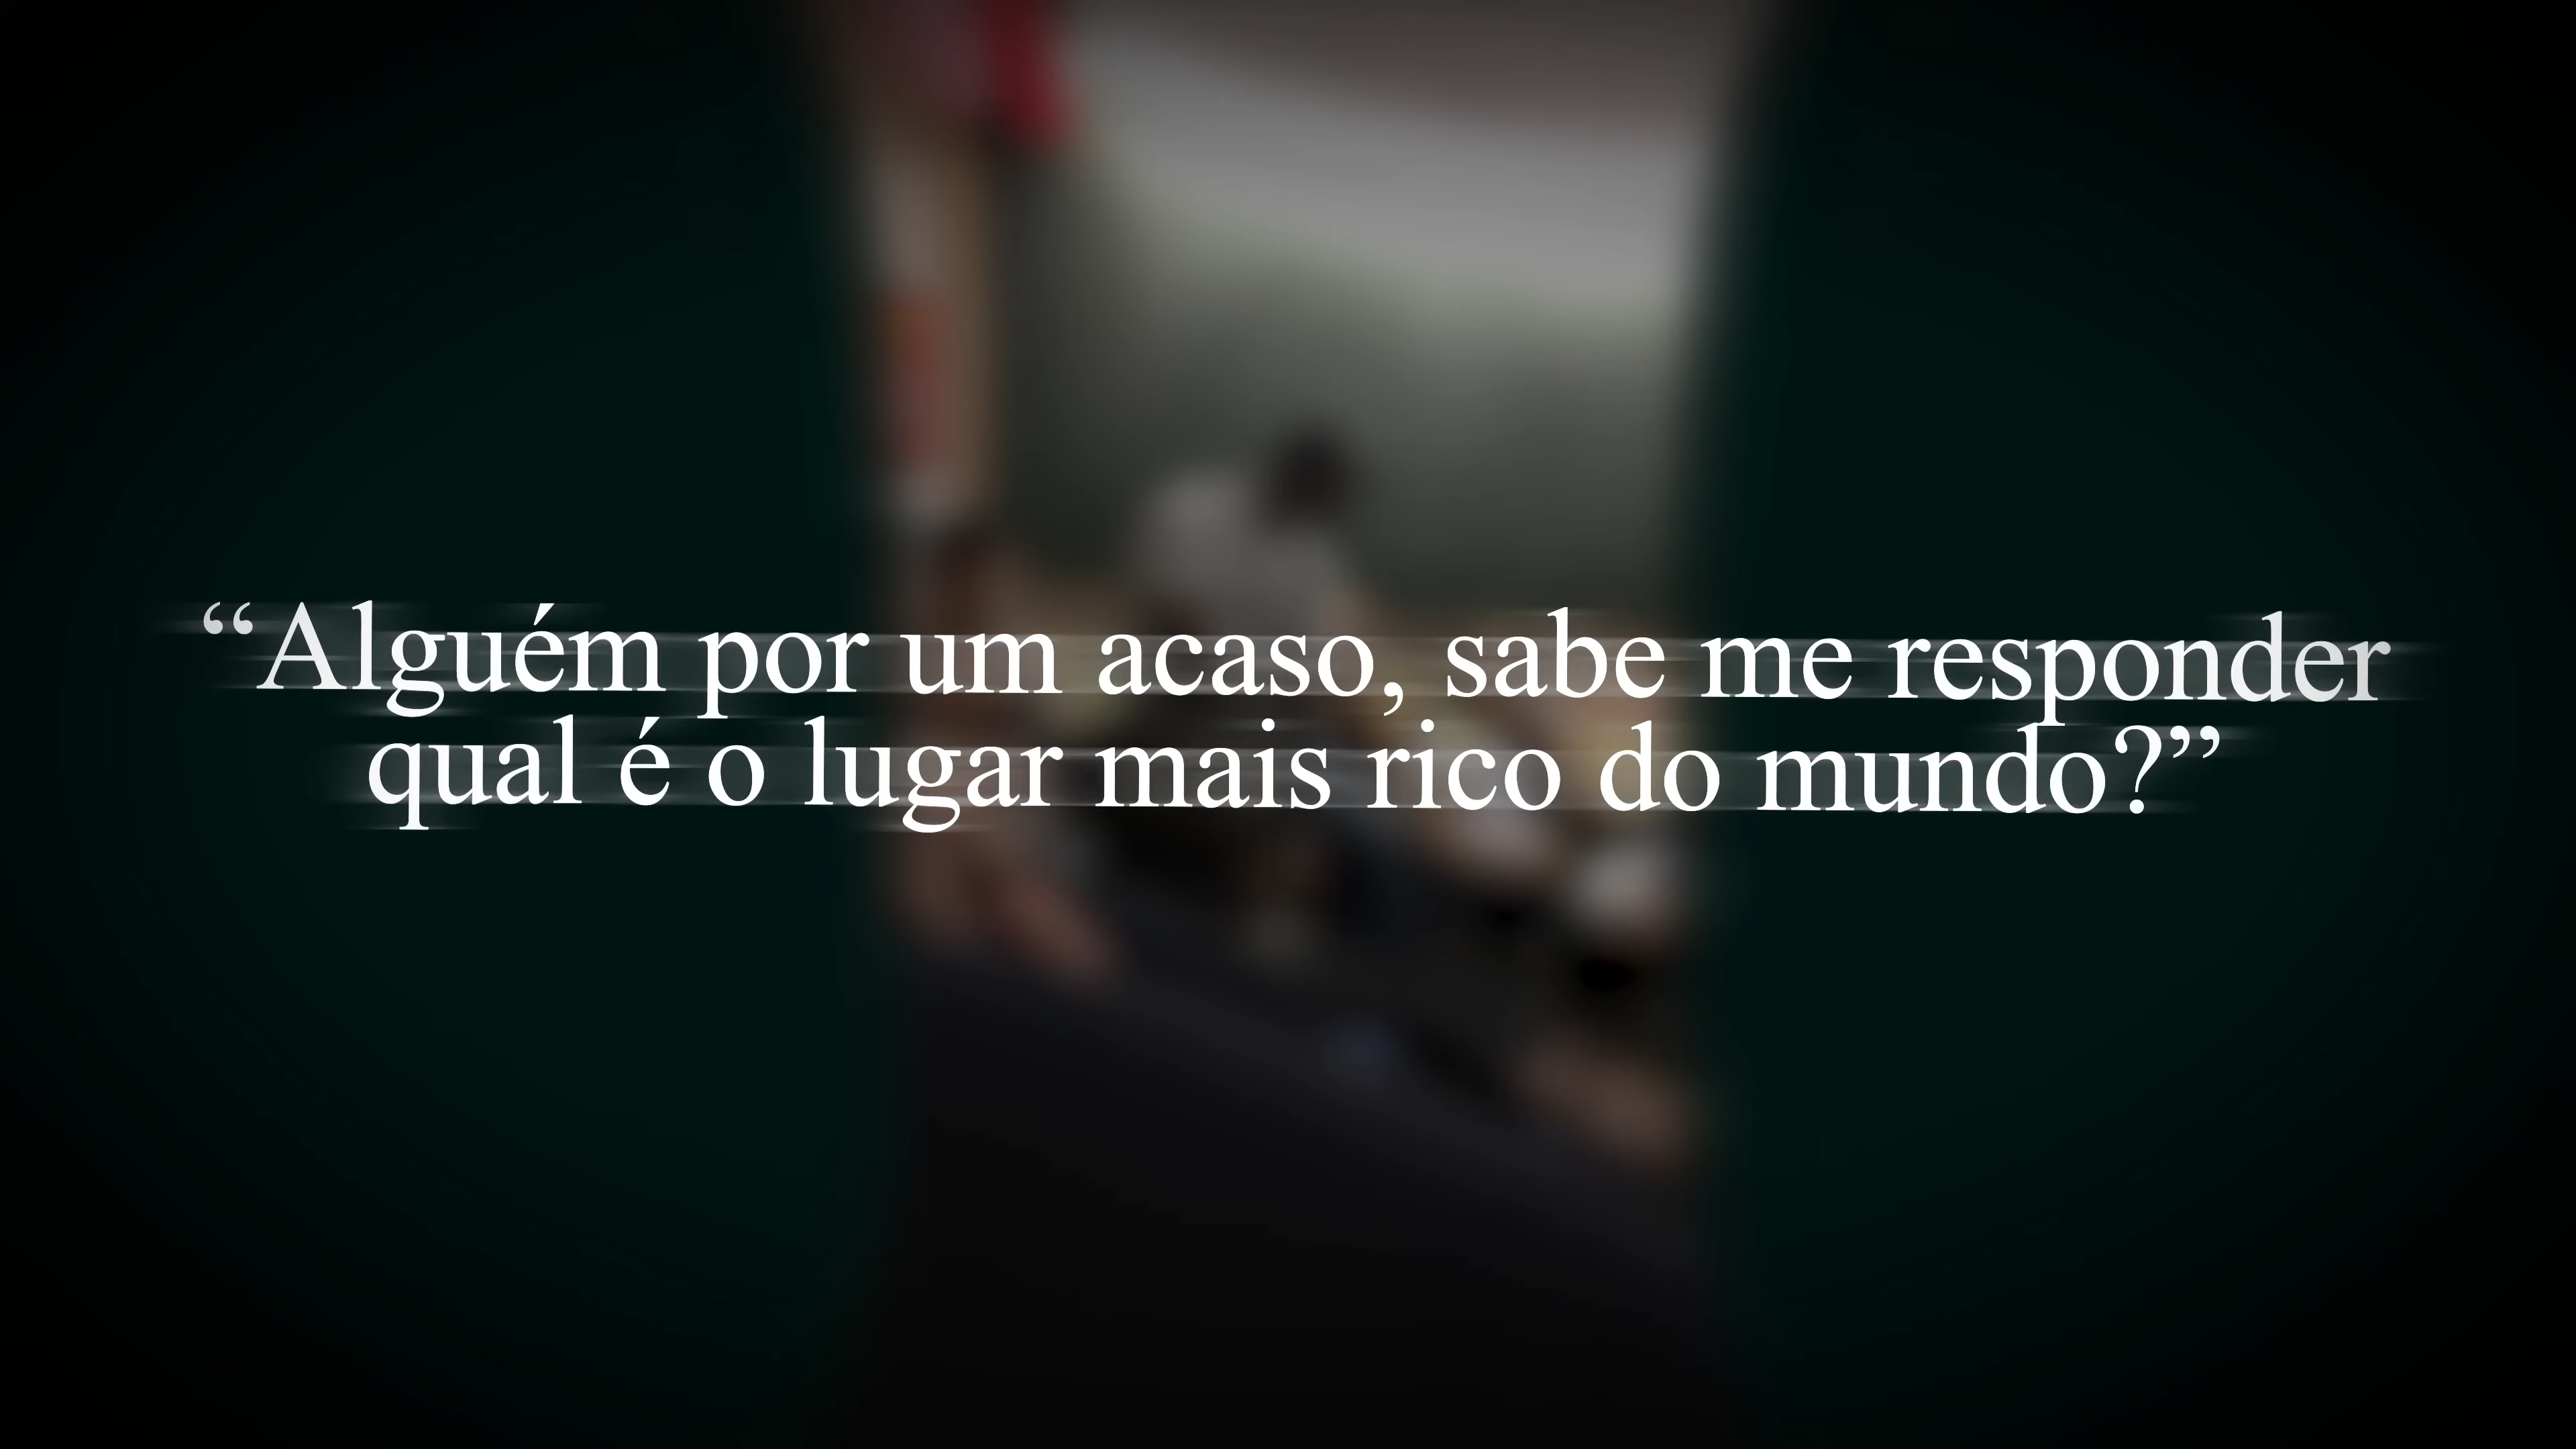 “Alguém por um acaso, sabe me responder
qual é o lugar mais rico do mundo?”